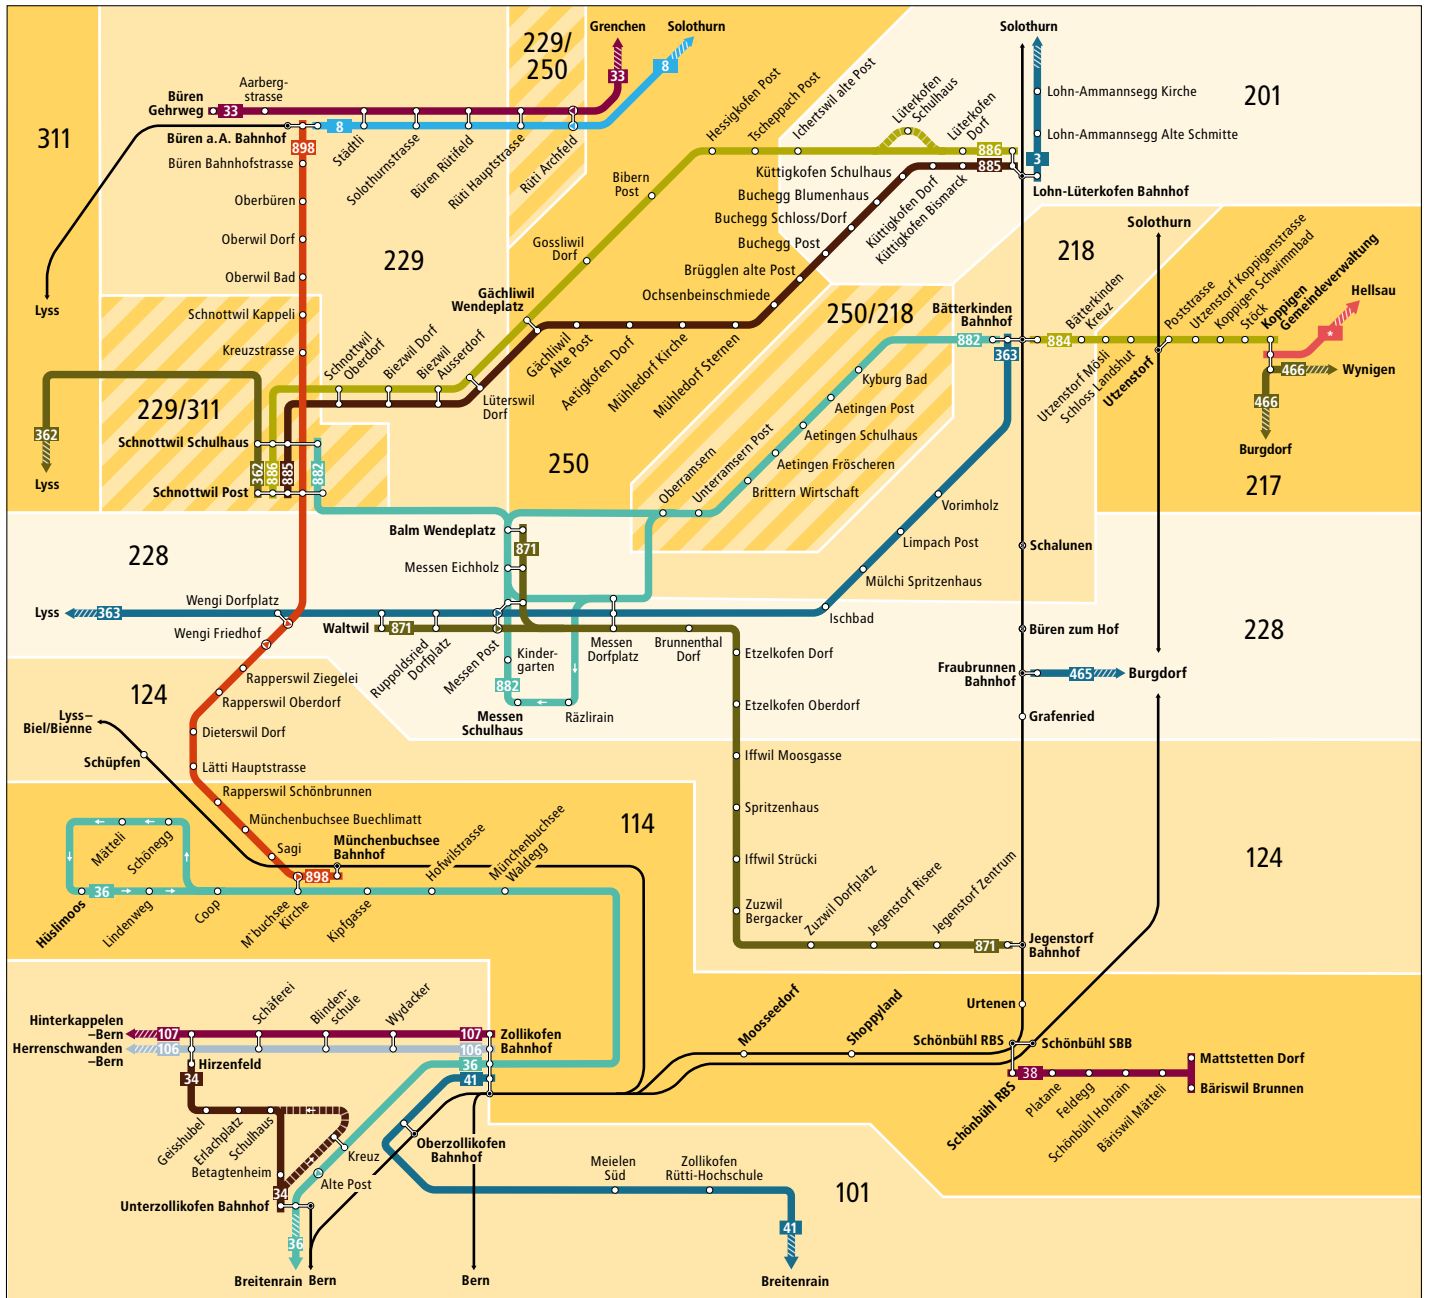 Grenchen
Solothurn
Solothurn
229/
250
33
8
Aarberg-
strasse
Büren
Gehrweg
33
Büren a.A. Bahnhof
8
898
Städtli
Solothurnstrasse
Büren Rütifeld
Rüti Hauptstrasse
Rüti Archfeld
311
Büren Bahnhofstrasse
Oberbüren
Oberwil Dorf
Oberwil Bad
Schnottwil Kappeli
Kreuzstrasse
229
Lyss
Hessigkofen Post
Tscheppach Post
Ichertswil alte Post
Lüterkofen
Schulhaus
Lüterkofen
Dorf
886
885
Lohn-Ammannsegg Kirche
Lohn-Ammannsegg Alte Schmitte
3
201
Lohn-Lüterkofen Bahnhof
Bibern
Post
Gossliwil
Dorf
Gächliwil
Wendeplatz
Küttigkofen Schulhaus
Buchegg Blumenhaus
Buchegg Schloss/Dorf
Buchegg Post
Brügglen alte Post
Ochsenbeinschmiede
Küttigkofen Dorf
Küttigkofen Bismarck
Solothurn
218
250/218
Bätterkinden
Bahnhof
882
363
884
Bätterkinden
Kreuz
Utzenstorf Mösli
Schloss Landshut
Utzenstorf
Poststrasse
Utzenstorf Koppigenstrasse
Koppigen Schwimmbad
Stöck
Koppigen
Gemeindeverwaltung
Hellsau
*
466
Wynigen
466
Burgdorf
217
Schnottwil
Oberdorf
Biezwil Dorf
Biezwil
Ausserdorf
Lüterswil
Dorf
Gächliwil
Alte Post
Aetigkofen Dorf
Mühledorf Kirche
Mühledorf Sternen
229/311
362
Lyss
Schnottwil Schulhaus
362
886
885
882
Schnottwil Post
250
Kyburg Bad
Aetingen Post
Aetingen Schulhaus
Aetingen Fröscheren
Brittern Wirtschaft
Oberramsern
Unterramsern Post
Vorimholz
Limpach Post
Mülchi Spritzenhaus
Ischbad
228
Balm Wendeplatz
871
Messen Eichholz
Schalunen
Lyss
363
Wengi Dorfplatz
Wengi Friedhof
Waltwil
871
Ruppoldsried
Dorfplatz
Messen Post
Kinder-
garten
882
Messen
Schulhaus
Räzlirain
Messen
Dorfplatz
Brunnenthal
Dorf
Büren zum Hof
228
Fraubrunnen
Bahnhof
465
Burgdorf
Grafenried
Etzelkofen Dorf
Etzelkofen Oberdorf
Iffwil Moosgasse
Spritzenhaus
Iffwil Strücki
Zuzwil
Bergacker
124
Rapperswil Ziegelei
Rapperswil Oberdorf
Dieterswil Dorf
Lätti Hauptstrasse
Rapperswil Schönbrunnen
Münchenbuchsee Buechlimatt
Sagi
Lyss–
Biel/Bienne
Schüpfen
Münchenbuchsee
Bahnhof
898
114
124
Mätteli
Schönegg
36
Hüslimoos
Lindenweg
Coop
M'buchsee
Kirche
Kipfgasse
Hofwilstrasse
Münchenbuchsee
Waldegg
Zuzwil Dorfplatz
Jegenstorf Risere
Jegenstorf Zentrum
871
Jegenstorf
Bahnhof
Urtenen
Moosseedorf
Shoppyland
Schönbühl RBS
Schönbühl SBB
Schönbühl RBS
38
Platane
Feldegg
Schönbühl Hohrain
Bäriswil Mätteli
Mattstetten Dorf
Bäriswil Brunnen
Hinterkappelen
–Bern
Herrenschwanden
–Bern
107
106
Schäferei
Blinden-
schule
Wydacker
107
106
36
41
Zollikofen
Bahnhof
Hirzenfeld
34
Geisshubel
Erlachplatz
Schulhaus
Betagtenheim
34
Kreuz
Alte Post
Unterzollikofen Bahnhof
36
Breitenrain
Bern
Bern
Oberzollikofen
Bahnhof
Meielen
Süd
Zollikofen
Rütti-Hochschule
101
41
Breitenrain